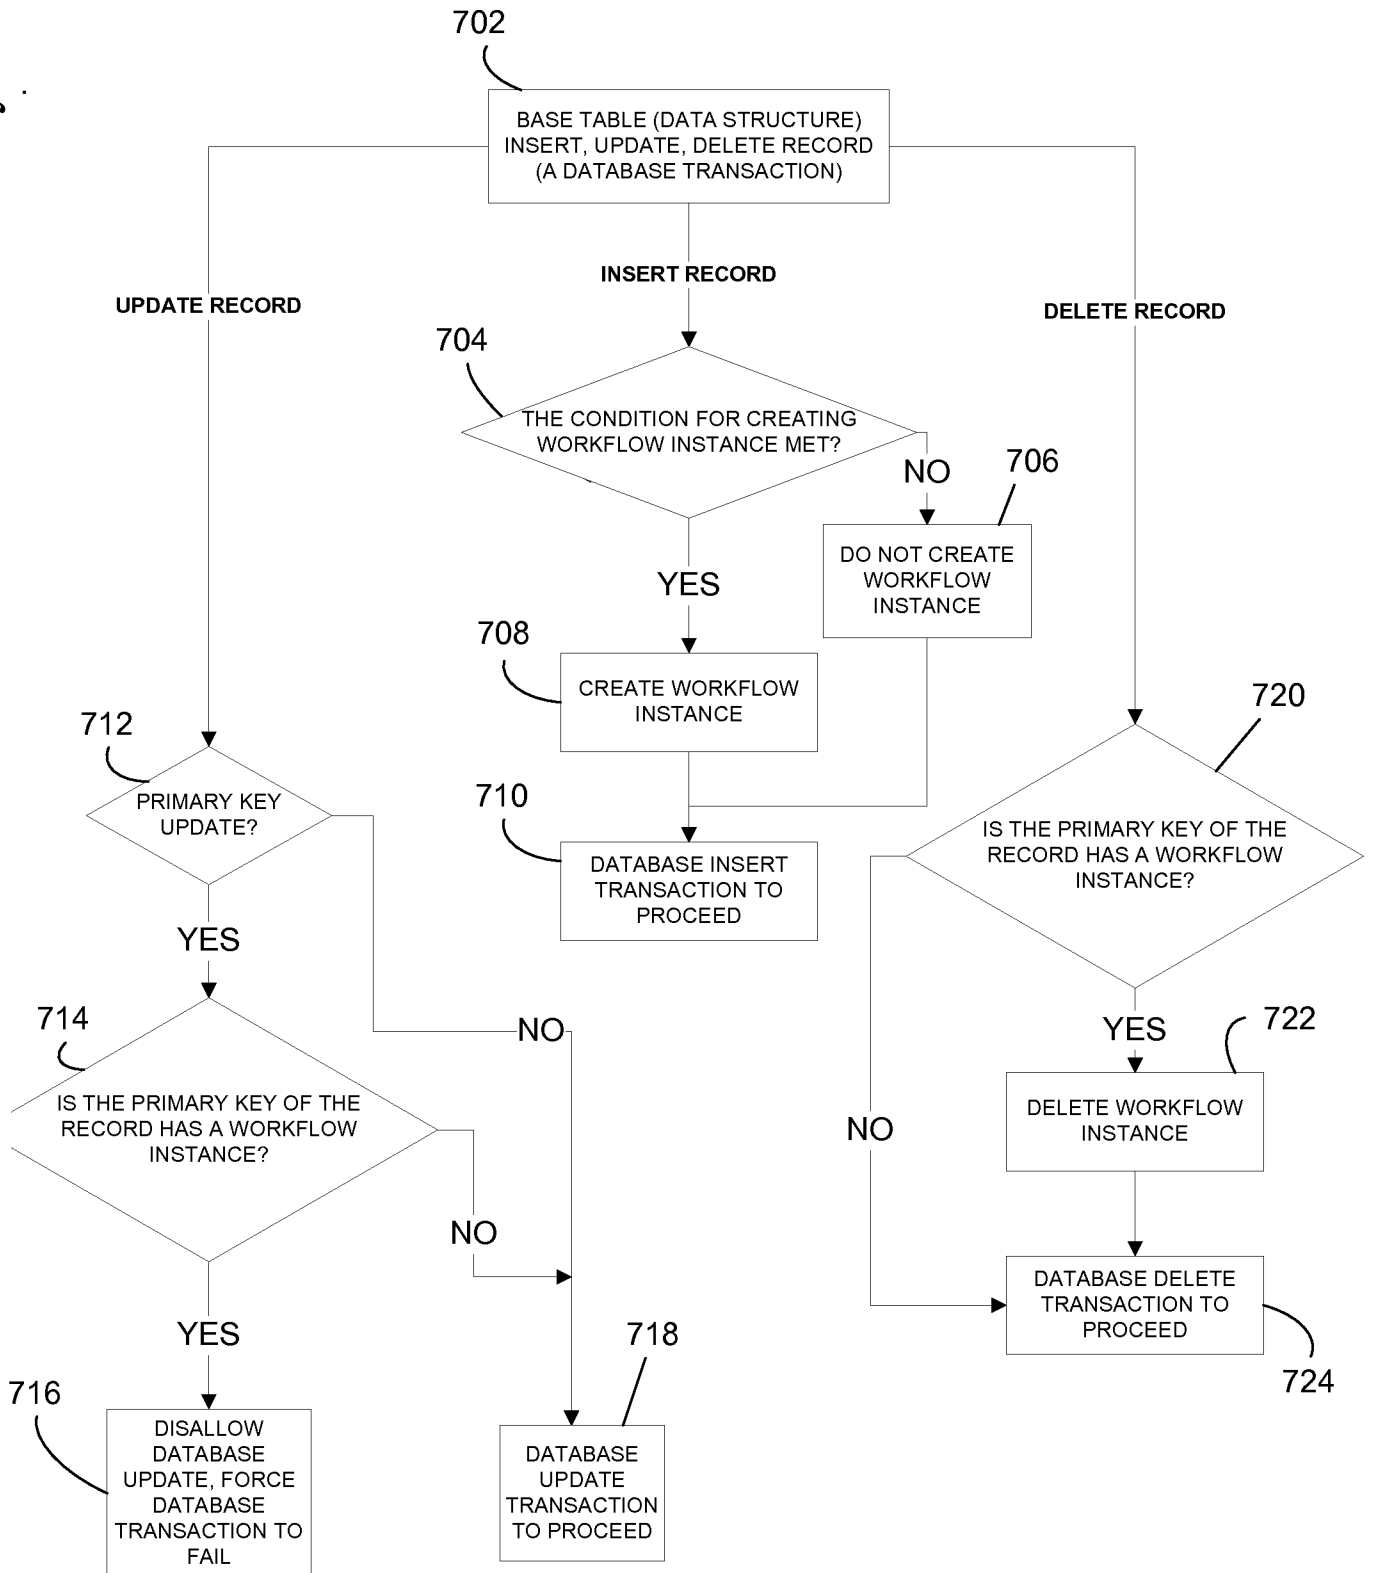 702
BASE TABLE (DATA STRUCTURE)
INSERT, UPDATE, DELETE RECORD
(A DATABASE TRANSACTION)
INSERT RECORD
UPDATE RECORD
DELETE RECORD
704
THE CONDITION FOR CREATING
WORKFLOW INSTANCE MET?
NO
706
DO NOT CREATE
WORKFLOW
INSTANCE
YES
708
CREATE WORKFLOW
INSTANCE
710
DATABASE INSERT
TRANSACTION TO
PROCEED
712
PRIMARY KEY
UPDATE?
YES
NO
714
IS THE PRIMARY KEY OF THE
RECORD HAS A WORKFLOW
INSTANCE?
NO
YES
716
DISALLOW
DATABASE
UPDATE, FORCE
DATABASE
TRANSACTION TO
FAIL
718
DATABASE
UPDATE
TRANSACTION
TO PROCEED
720
IS THE PRIMARY KEY OF THE
RECORD HAS A WORKFLOW
INSTANCE?
YES
722
DELETE WORKFLOW
INSTANCE
NO
DATABASE DELETE
TRANSACTION TO
PROCEED
724